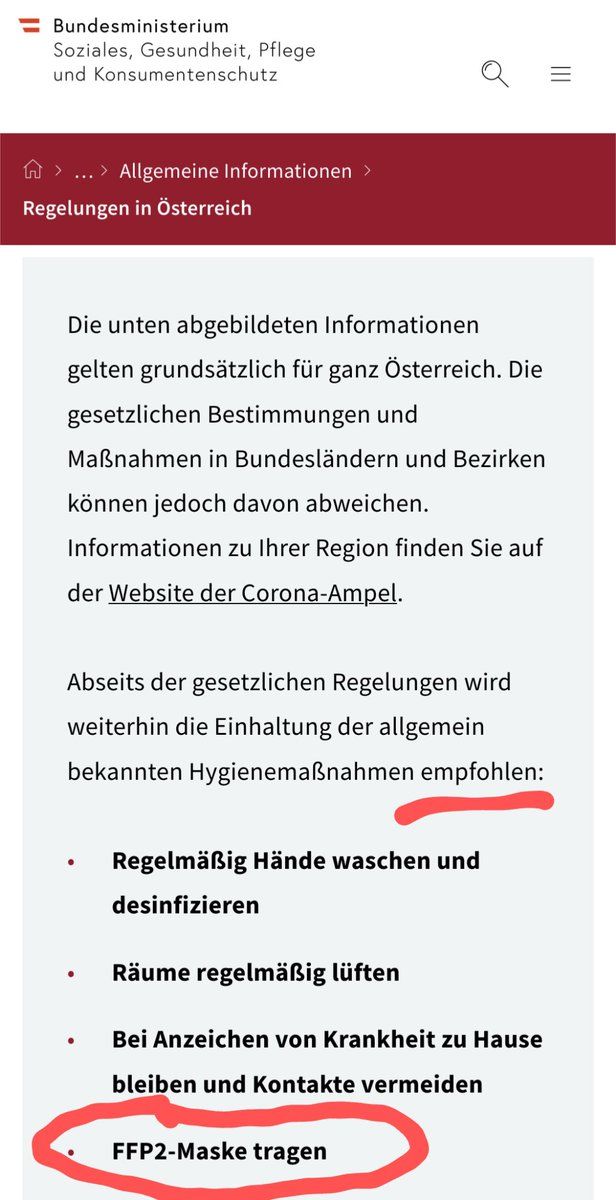 Bundesministerium
Soziales, Gesundheit, Pflege
und Konsumentenschutz
> ... > Allgemeine Informationen >
Regelungen in Österreich
Die unten abgebildeten Informationen
gelten grundsätzlich für ganz Österreich. Die
gesetzlichen Bestimmungen und
Maßnahmen in Bundesländern und Bezirken
können jedoch davon abweichen.
Informationen zu Ihrer Region finden Sie auf
der Website der Corona-Ampel.
Abseits der gesetzlichen Regelungen wird
weiterhin die Einhaltung der allgemein
bekannten Hygienemaßnahmen empfohlen:
• Regelmäßig Hände waschen und
desinfizieren
• Räume regelmäßig lüften
• Bei Anzeichen von Krankheit zu Hause
bleiben und Kontakte vermeiden
• FFP2-Maske tragen